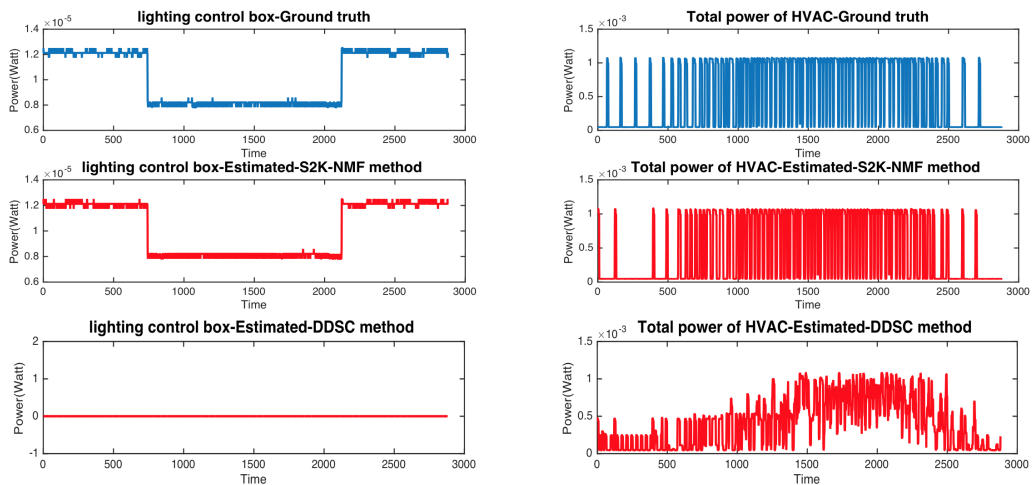 lighting control box-Ground truth
×10⁻⁵
1.4
1.2
1
0.8
0.6
Power(Watt)
0 500 1000 1500 2000 2500 3000
Time
Total power of HVAC-Ground truth
×10⁻³
1.5
1
0.5
0
Power(Watt)
0 500 1000 1500 2000 2500 3000
Time
lighting control box-Estimated-S2K-NMF method
×10⁻⁵
1.4
1.2
1
0.8
0.6
Power(Watt)
0 500 1000 1500 2000 2500 3000
Time
Total power of HVAC-Estimated-S2K-NMF method
×10⁻³
1.5
1
0.5
0
Power(Watt)
0 500 1000 1500 2000 2500 3000
Time
lighting control box-Estimated-DDSC method
2
1
0
-1
Power(Watt)
0 500 1000 1500 2000 2500 3000
Time
Total power of HVAC-Estimated-DDSC method
×10⁻³
1.5
1
0.5
0
Power(Watt)
0 500 1000 1500 2000 2500 3000
Time